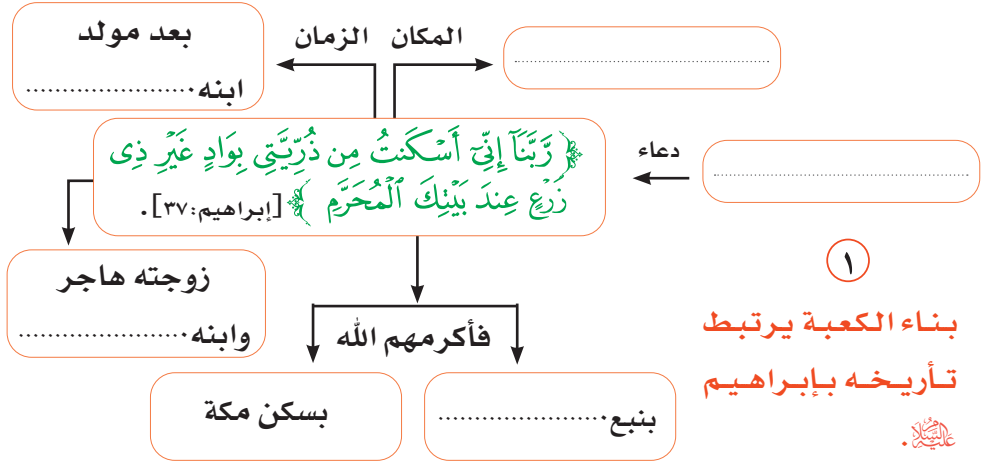 المكان
الزمان
بعد مولد
ابنه......................
﴿ رَّبَّنَآ إِنِّىٓ أَسۡكَنتُ مِن ذُرِّيَّتِى بِوَادٍ غَيۡرِ ذِى
زَرۡعٍ عِندَ بَيۡتِكَ ٱلۡمُحَرَّمِ ﴾ [إبراهيم:٣٧].
دعاء
زوجته هاجر
وابنه......................
١
بناء الكعبة يرتبط
تأريخه بإبراهيم
عليه السلام.
فأكرمهم الله
بنبع......................
بسكن مكة